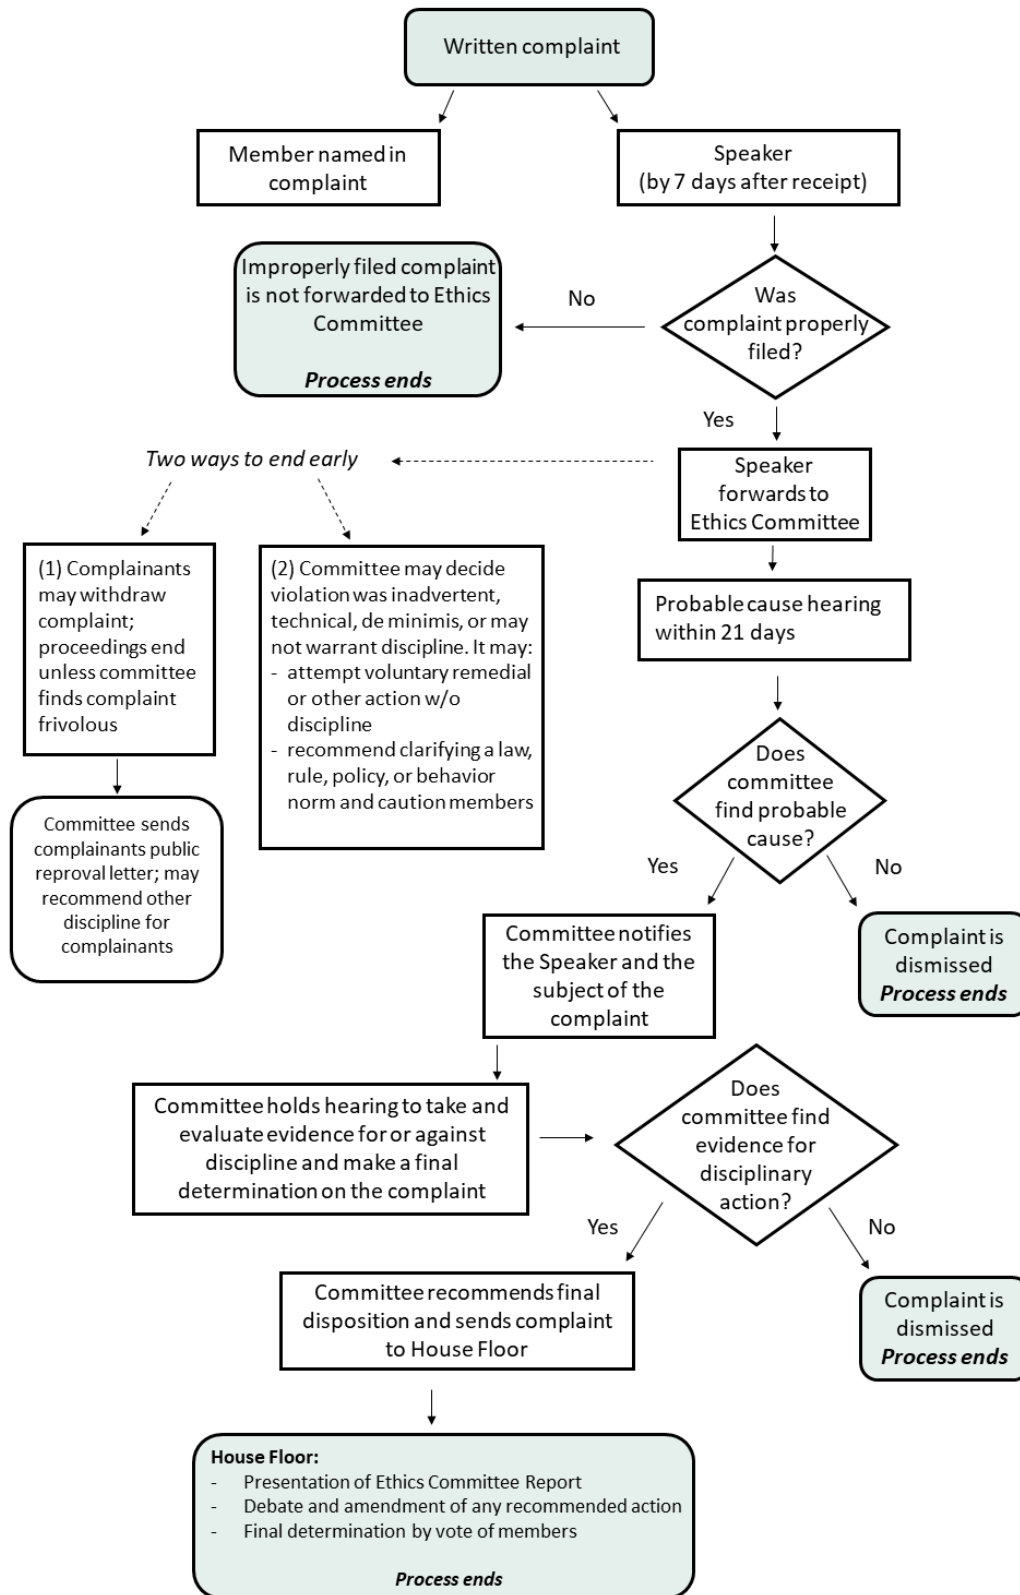 Written complaint
Member named in
complaint
Speaker
(by 7 days after receipt)
Improperly filed complaint
is not forwarded to Ethics
Committee
Process ends
No
Was
complaint properly
filed?
Yes
Two ways to end early
Speaker
forwards to
Ethics Committee
(1) Complainants
may withdraw
complaint;
proceedings end
unless committee
finds complaint
frivolous
(2) Committee may decide
violation was inadvertent,
technical, de minimis, or may
not warrant discipline. It may:
- attempt voluntary remedial
or other action w/o
discipline
- recommend clarifying a law,
rule, policy, or behavior
norm and caution members
Probable cause hearing
within 21 days
Does
committee
find probable
cause?
Committee sends
complainants public
reproval letter; may
recommend other
discipline for
complainants
Yes
No
Committee notifies
the Speaker and the
subject of the
complaint
Complaint is
dismissed
Process ends
Committee holds hearing to take and
evaluate evidence for or against
discipline and make a final
determination on the complaint
Does
committee find
evidence for
disciplinary
action?
Yes
No
Committee recommends final
disposition and sends complaint
to House Floor
Complaint is
dismissed
Process ends
House Floor:
- Presentation of Ethics Committee Report
- Debate and amendment of any recommended action
- Final determination by vote of members
Process ends